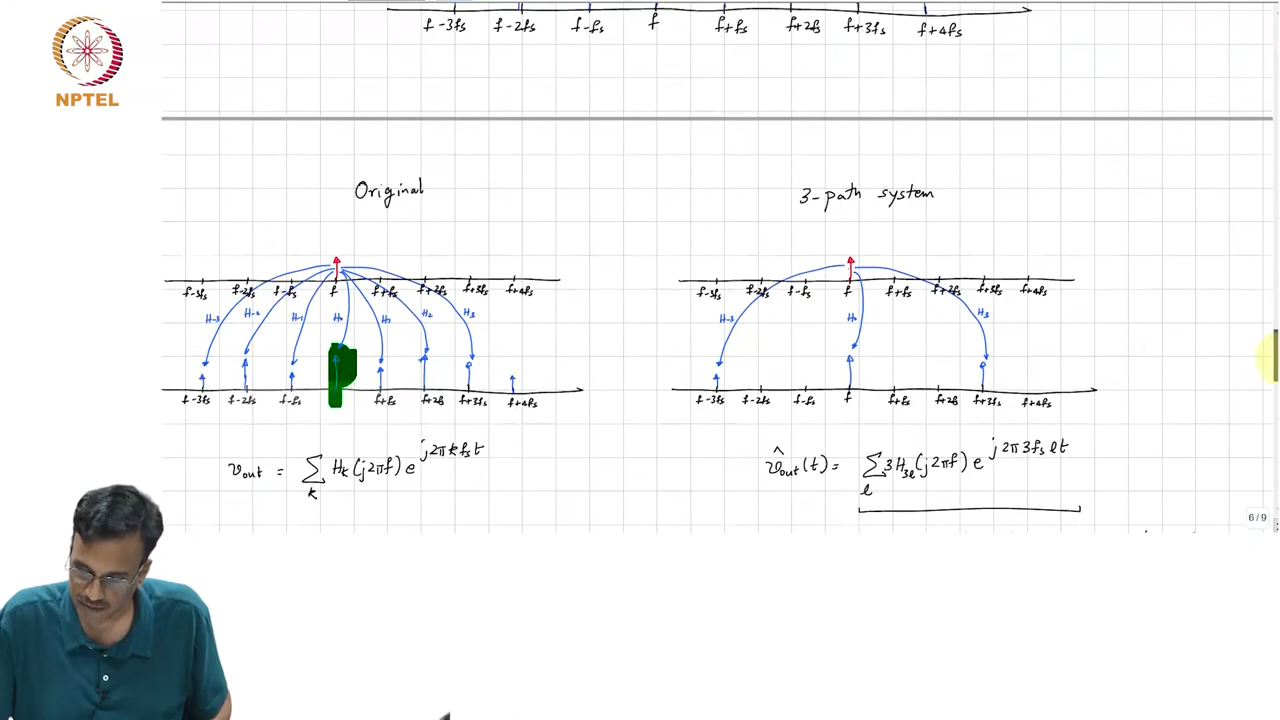 f-3fs f-2fs f-fs f f+fs f+2fs f+3fs f+4fs
NPTEL
Original
3-path system
f-3fs f-2fs f-fs f f+fs f+2fs f+3fs f+4fs
f-3fs f-2fs f-fs f f+fs f+2fs f+3fs f+4fs
H-3 H-2 H-1 H0 H1 H2 H3
H-3 H0 H3
f-3fs f-2fs f-fs f+fs f+2fs f+3fs f+4fs
f-3fs f-2fs f-fs f f+fs f+2fs f+3fs f+4fs
vout = Σk Hk(j2πf) e^j2πkfst
v̂out(t) = Σl 3H3l(j2πf) e^j2π3fslt
6/9